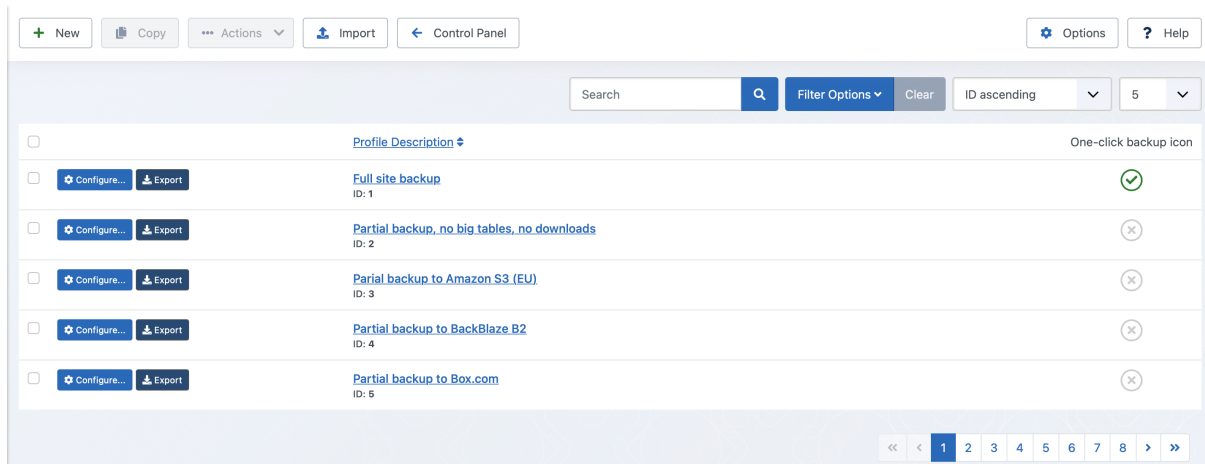 New Copy Actions Import Control Panel Options ? Help
Search Filter Options Clear ID ascending 5
Profile Description One-click backup icon
Configure... Export Full site backup
ID: 1
Configure... Export Partial backup, no big tables, no downloads
ID: 2
Configure... Export Parial backup to Amazon S3 (EU)
ID: 3
Configure... Export Partial backup to BackBlaze B2
ID: 4
Configure... Export Partial backup to Box.com
ID: 5
« < 1 2 3 4 5 6 7 8 > »